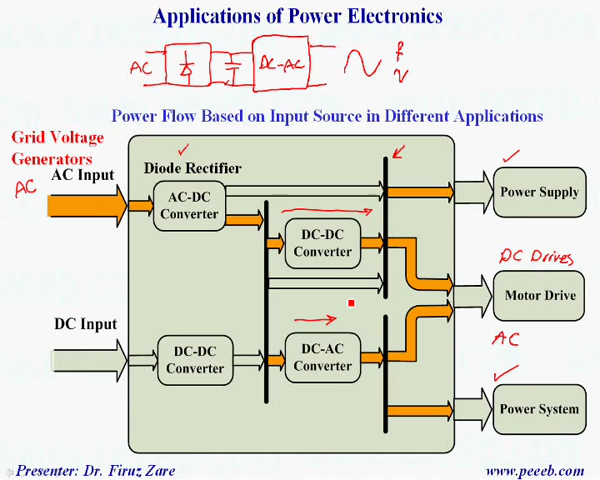 Applications of Power Electronics
AC
DC-AC
f
v
Power Flow Based on Input Source in Different Applications
Grid Voltage
Generators
AC
AC Input
Diode Rectifier
AC-DC
Converter
DC-DC
Converter
Power Supply
DC Drives
Motor Drive
AC
DC Input
DC-DC
Converter
DC-AC
Converter
Power System
Presenter: Dr. Firuz Zare
www.peeeb.com